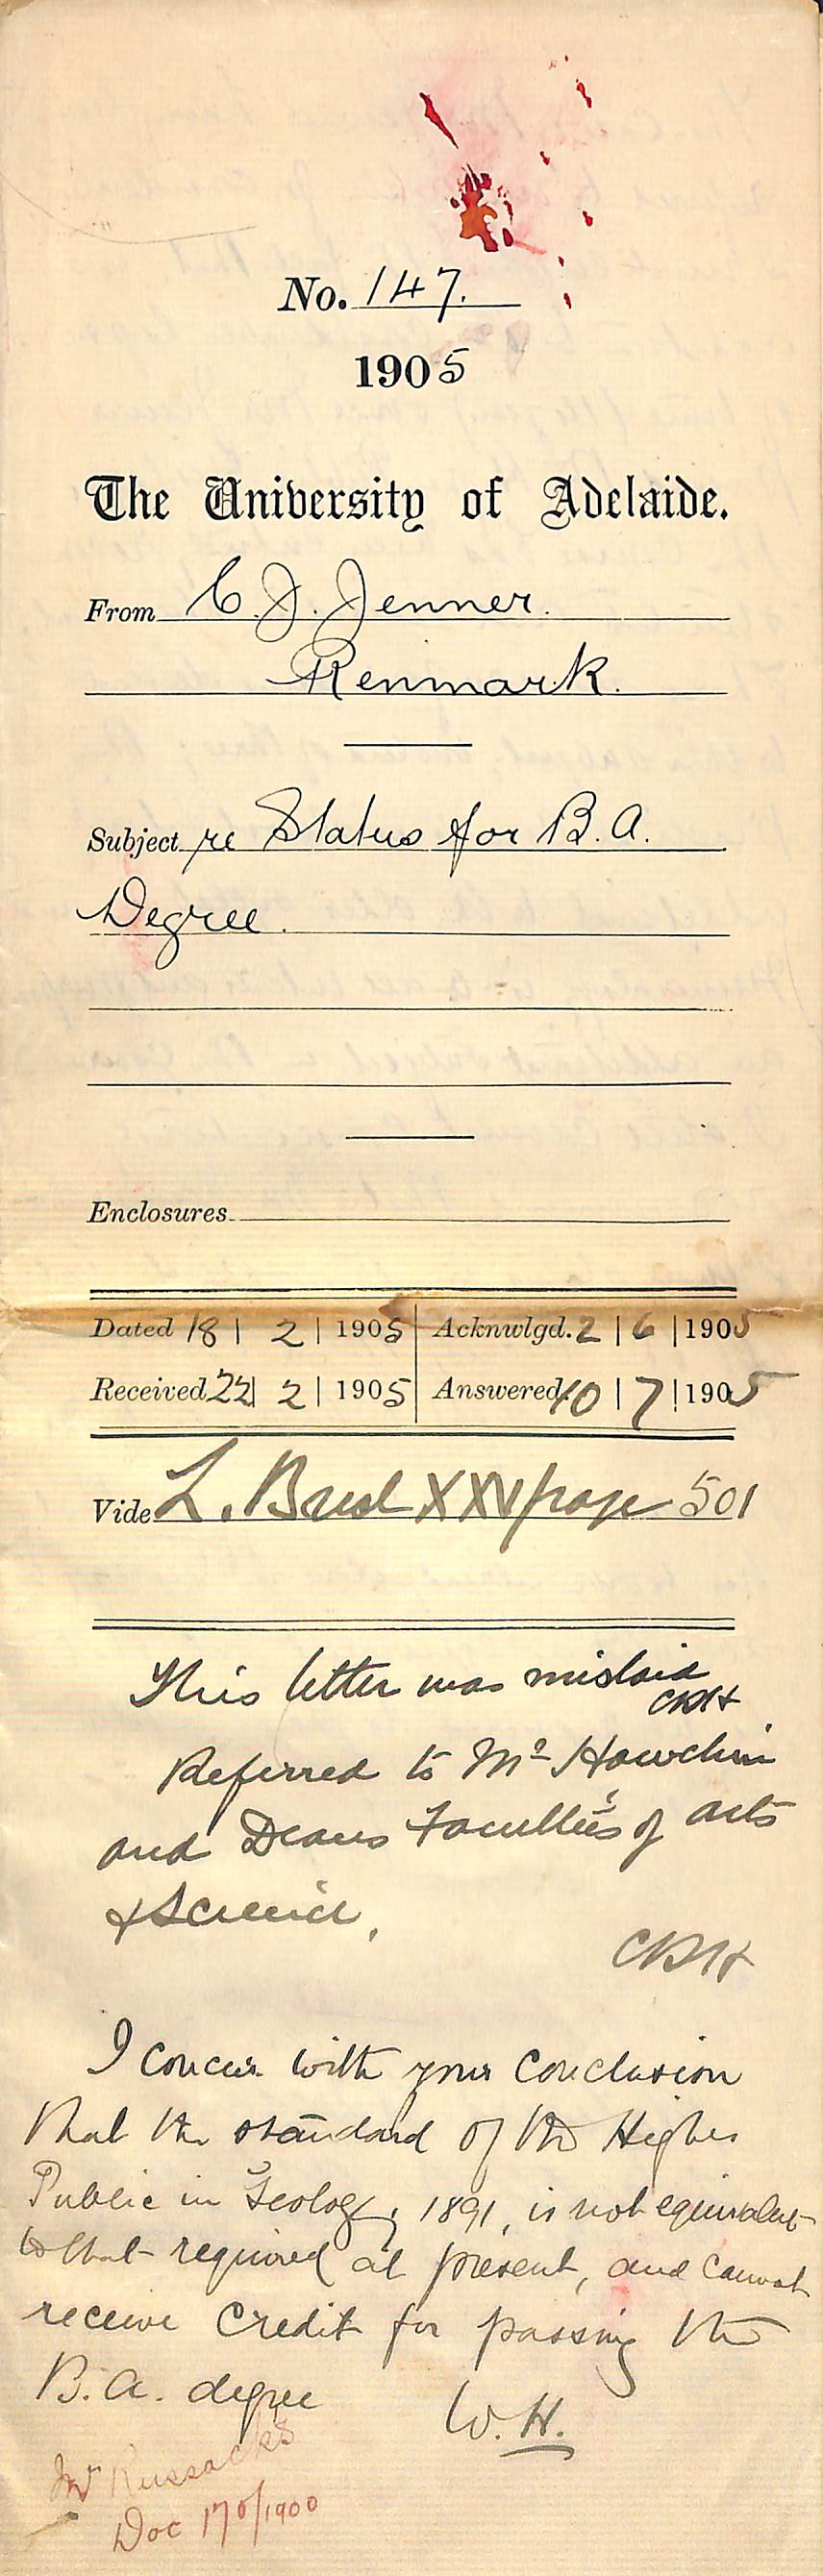 No. 147.
1905
The University of Adelaide.
From C. J. Jenner.
Renmark.
Subject re Status for B.A.
Degree.
Enclosures
Dated 18 | 2 | 1905 Acknwlgd. 2 | 6 | 1905
Received 22 | 2 | 1905 Answered 10 | 7 | 1905
Vide L. XXV page 501
This letter was mislaid
CRH
Referred to Mr Howchin
and Deans Faculties of Arts
& Science.
CRH
I concur with your conclusion
that the standard of the Higher
Public in Geology, 1891, is not equivalent
to that required at present, and cannot
receive credit for passing the
B.A. degree
W.H.
Mr Kussacks
Doc 170/1900